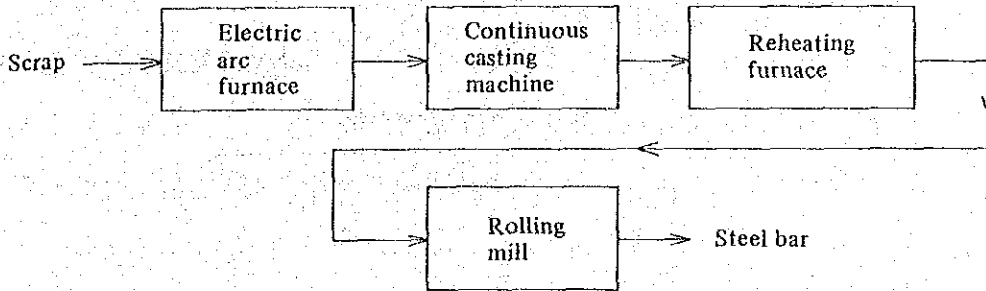 Scrap
Electric
arc
furnace
Continuous
casting
machine
Reheating
furnace
Rolling
mill
Steel bar